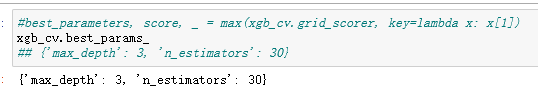 : #best_parameters, score, _ = max(xgb_cv.grid_scorer, key=lambda x: x[1])
xgb_cv.best_params_
## {'max_depth': 3, 'n_estimators': 30}
: {'max_depth': 3, 'n_estimators': 30}